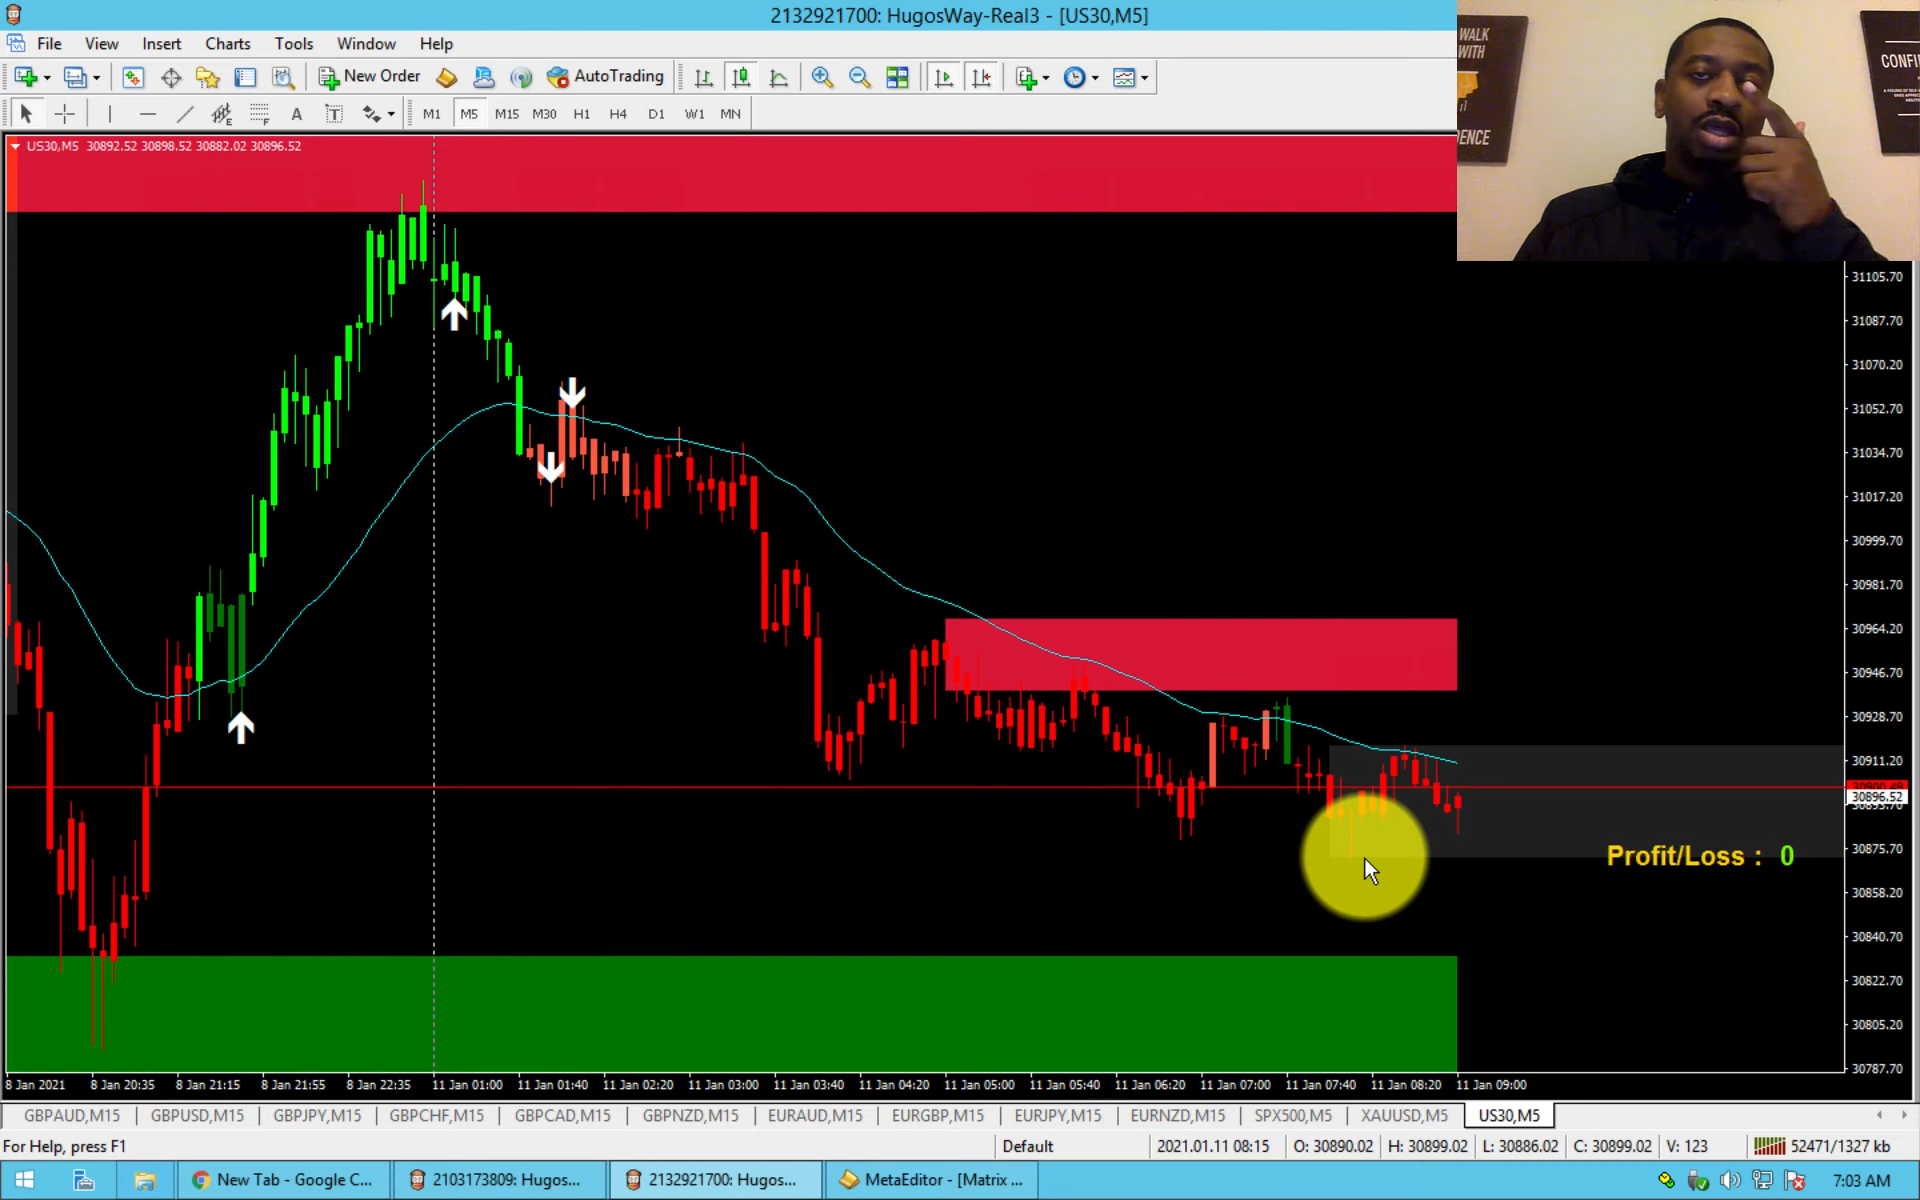 2132921700: HugosWay-Real3 - [US30,M5]
File View Insert Charts Tools Window Help
New Order AutoTrading
A T M1 M5 M15 M30 H1 H4 D1 W1 MN
WALK
WITH
ENCE
CONFI
US30,M5 30892.52 30898.52 30882.02 30896.52
31105.70
31087.70
31070.20
31052.70
31034.70
31017.20
30999.70
30981.70
30964.20
30946.70
30928.70
30911.20
30896.52
30875.70
Profit/Loss : 0
30858.20
30840.70
30822.70
30805.20
30787.70
8 Jan 2021 8 Jan 20:35 8 Jan 21:15 8 Jan 21:55 8 Jan 22:35 11 Jan 01:00 11 Jan 01:40 11 Jan 02:20 11 Jan 03:00 11 Jan 03:40 11 Jan 04:20 11 Jan 05:00 11 Jan 05:40 11 Jan 06:20 11 Jan 07:00 11 Jan 07:40 11 Jan 08:20 11 Jan 09:00
GBPAUD,M15 GBPUSD,M15 GBPJPY,M15 GBPCHF,M15 GBPCAD,M15 GBPNZD,M15 EURAUD,M15 EURGBP,M15 EURJPY,M15 EURNZD,M15 SPX500,M5 XAUUSD,M5 US30,M5
For Help, press F1 Default 2021.01.11 08:15 O: 30890.02 H: 30899.02 L: 30886.02 C: 30899.02 V: 123 52471/1327 kb
New Tab - Google C... 2103173809: Hugos... 2132921700: Hugos... MetaEditor - [Matrix ... 7:03 AM